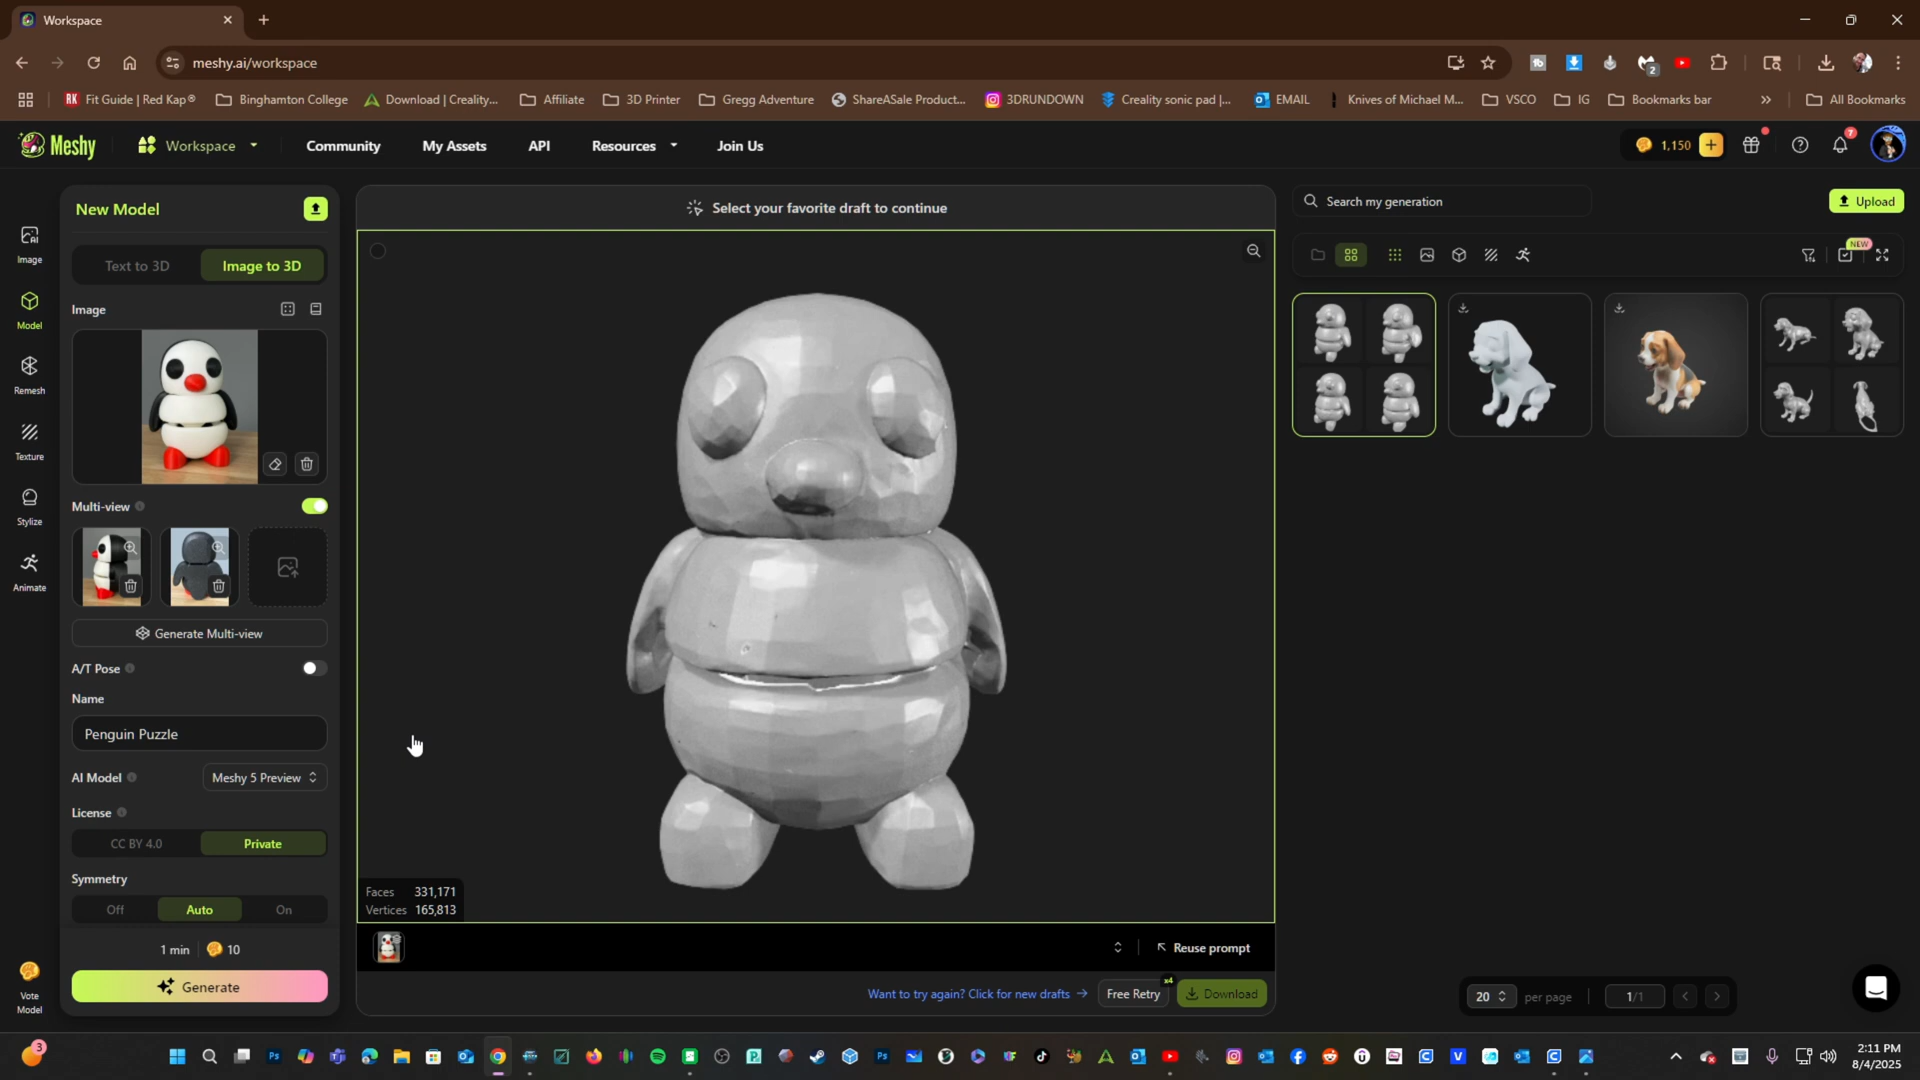 Workspace
meshy.ai/workspace
2
RK Fit Guide | Red Kap®
Binghamton College
Download | Creality...
Affiliate
3D Printer
Gregg Adventure
ShareASale Product...
3DRUNDOWN
Creality sonic pad |...
EMAIL
Knives of Michael M...
VSCO
IG
Bookmarks bar
All Bookmarks
Meshy
Workspace
Community
My Assets
API
Resources
Join Us
1,150
7
New Model
Select your favorite draft to continue
Search my generation
Upload
Image
Text to 3D
Image to 3D
NEW
Image
Model
Remesh
Texture
Multi-view
Stylize
Animate
Generate Multi-view
A/T Pose
Name
Penguin Puzzle
AI Model
Meshy 5 Preview
License
CC BY 4.0
Private
Symmetry
Faces 331,171
Vertices 165,813
Off
Auto
On
1 min
10
Reuse prompt
Vote
Model
Generate
Want to try again? Click for new drafts
Free Retry
x4
Download
20
per page
1/1
3
2:11 PM
8/4/2025